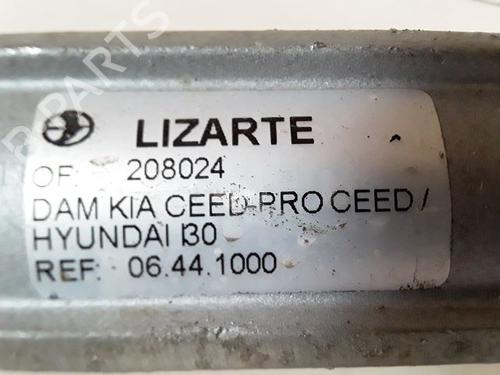 LIZARTE
OF: 208024
DAM KIA CEED-PRO CEED /
HYUNDAI I30
REF: 06.44.1000